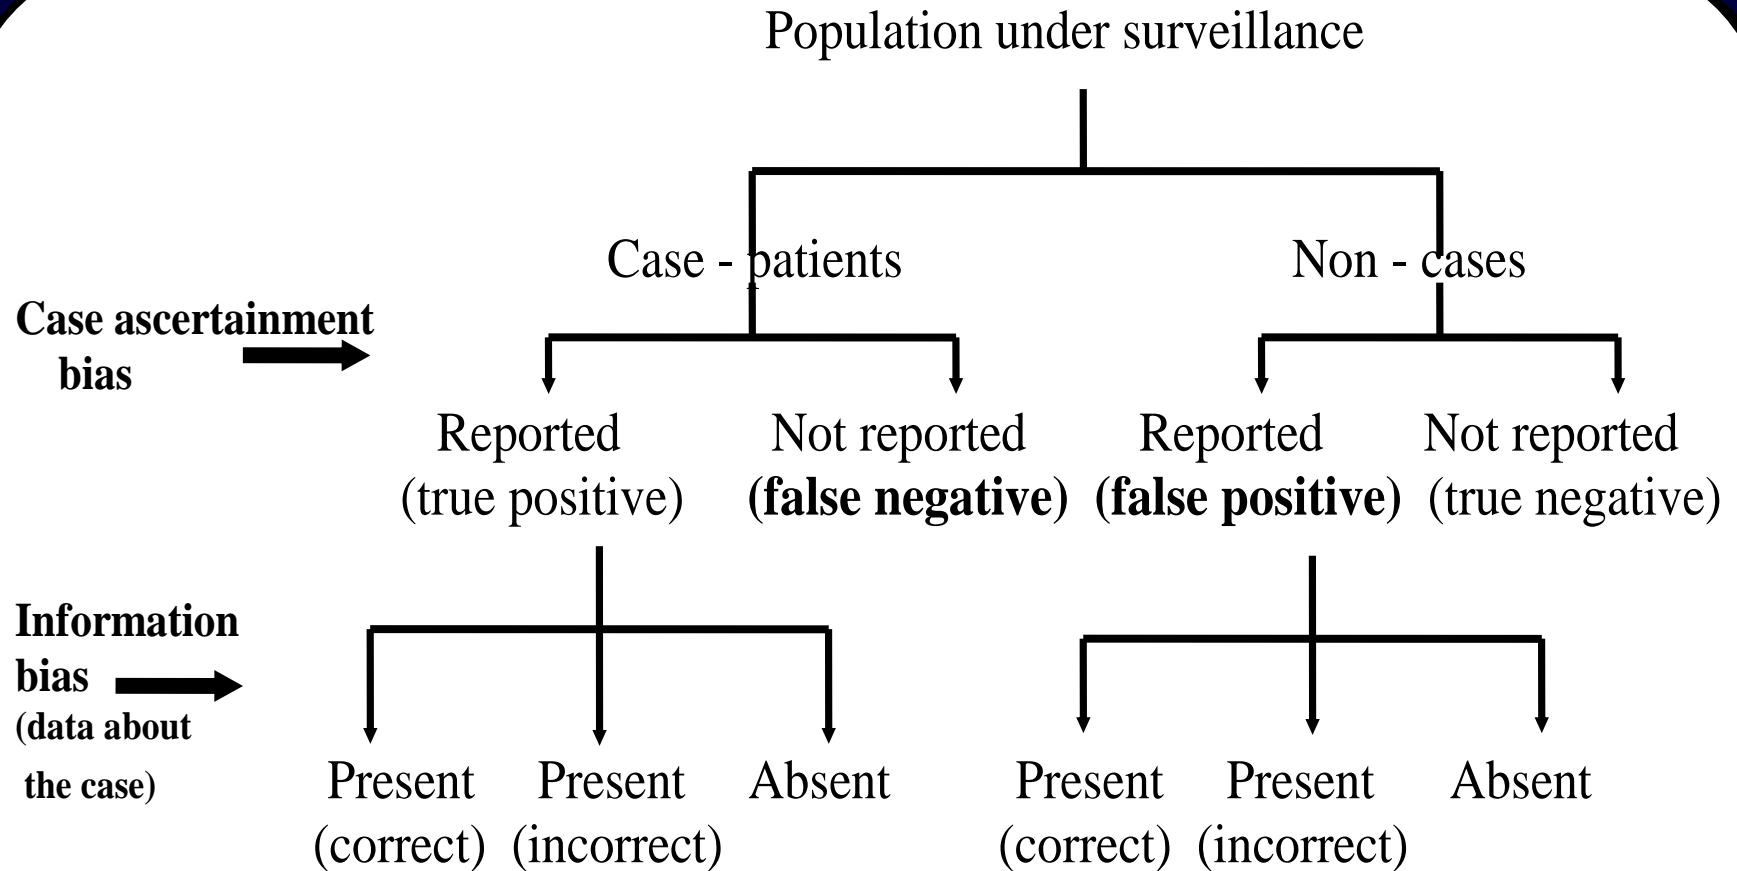 Population under surveillance
Case - patients
Non - cases
Case ascertainment
bias
Reported
(true positive)
Not reported
(false negative)
Reported
(false positive)
Not reported
(true negative)
Information
bias
(data about
the case)
Present
(correct)
Present
(incorrect)
Absent
Present
(correct)
Present
(incorrect)
Absent